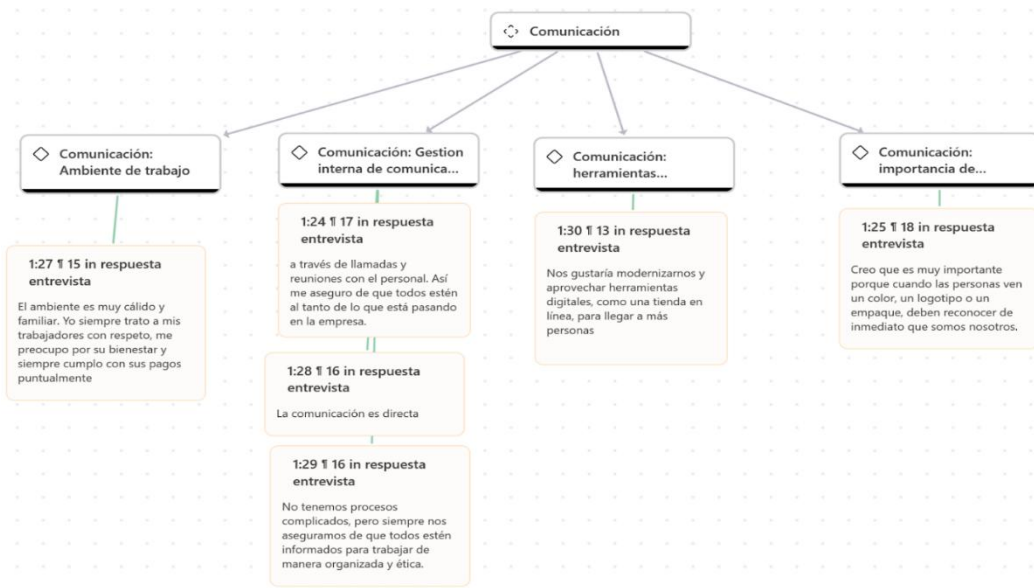 Comunicación
Comunicación:
Ambiente de trabajo
1:27 ¶ 15 in respuesta
entrevista
El ambiente es muy cálido y
familiar. Yo siempre trato a mis
trabajadores con respeto, me
preocupo por su bienestar y
siempre cumplo con sus pagos
puntualmente
Comunicación: Gestion
interna de comunica...
1:24 ¶ 17 in respuesta
entrevista
a través de llamadas y
reuniones con el personal. Así
me aseguro de que todos estén
al tanto de lo que está pasando
en la empresa.
1:28 ¶ 16 in respuesta
entrevista
La comunicación es directa
1:29 ¶ 16 in respuesta
entrevista
No tenemos procesos
complicados, pero siempre nos
aseguramos de que todos estén
informados para trabajar de
manera organizada y ética.
Comunicación:
herramientas...
1:30 ¶ 13 in respuesta
entrevista
Nos gustaría modernizarnos y
aprovechar herramientas
digitales, como una tienda en
línea, para llegar a más
personas
Comunicación:
importancia de...
1:25 ¶ 18 in respuesta
entrevista
Creo que es muy importante
porque cuando las personas ven
un color, un logotipo o un
empaque, deben reconocer de
inmediato que somos nosotros.